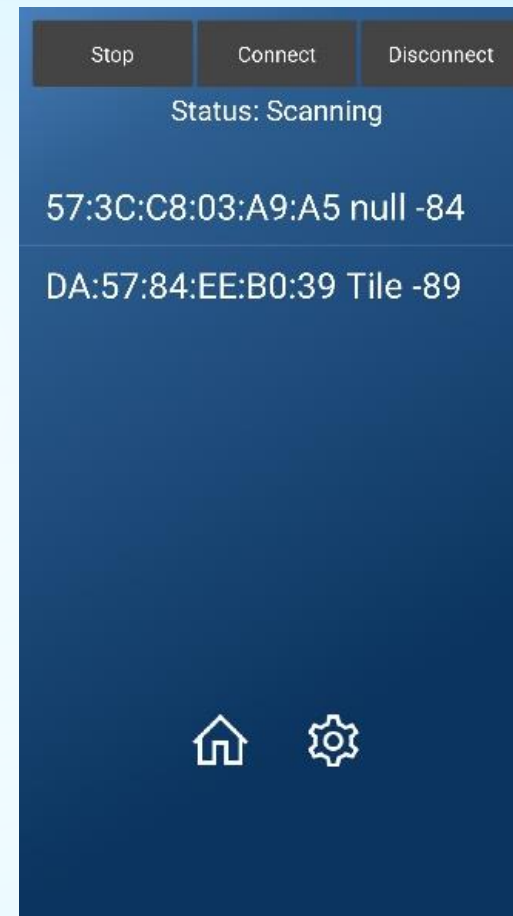 Stop Connect Disconnect
Status: Scanning
57:3C:C8:03:A9:A5 null -84
DA:57:84:EE:B0:39 Tile -89